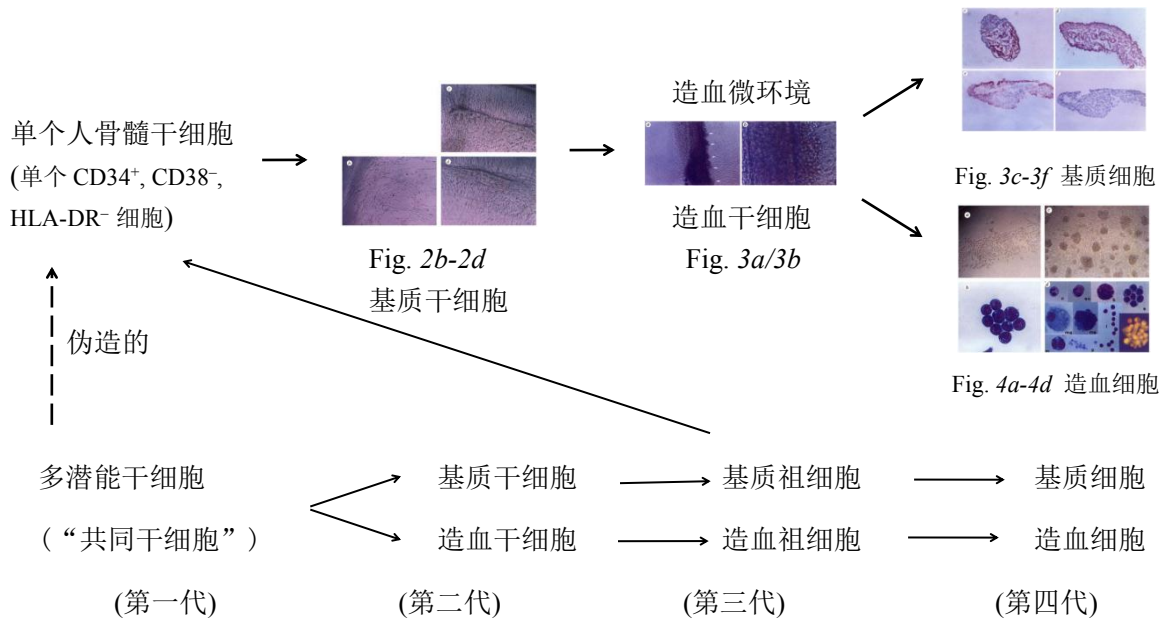 单个人骨髓干细胞
(单个 CD34⁺, CD38⁻,
HLA-DR⁻ 细胞)
Fig. 2b-2d
基质干细胞
造血微环境
造血干细胞
Fig. 3a/3b
Fig. 3c-3f 基质细胞
Fig. 4a-4d 造血细胞
伪造的
多潜能干细胞
(“共同干细胞”)
基质干细胞
造血干细胞
基质祖细胞
造血祖细胞
基质细胞
造血细胞
(第一代)
(第二代)
(第三代)
(第四代)